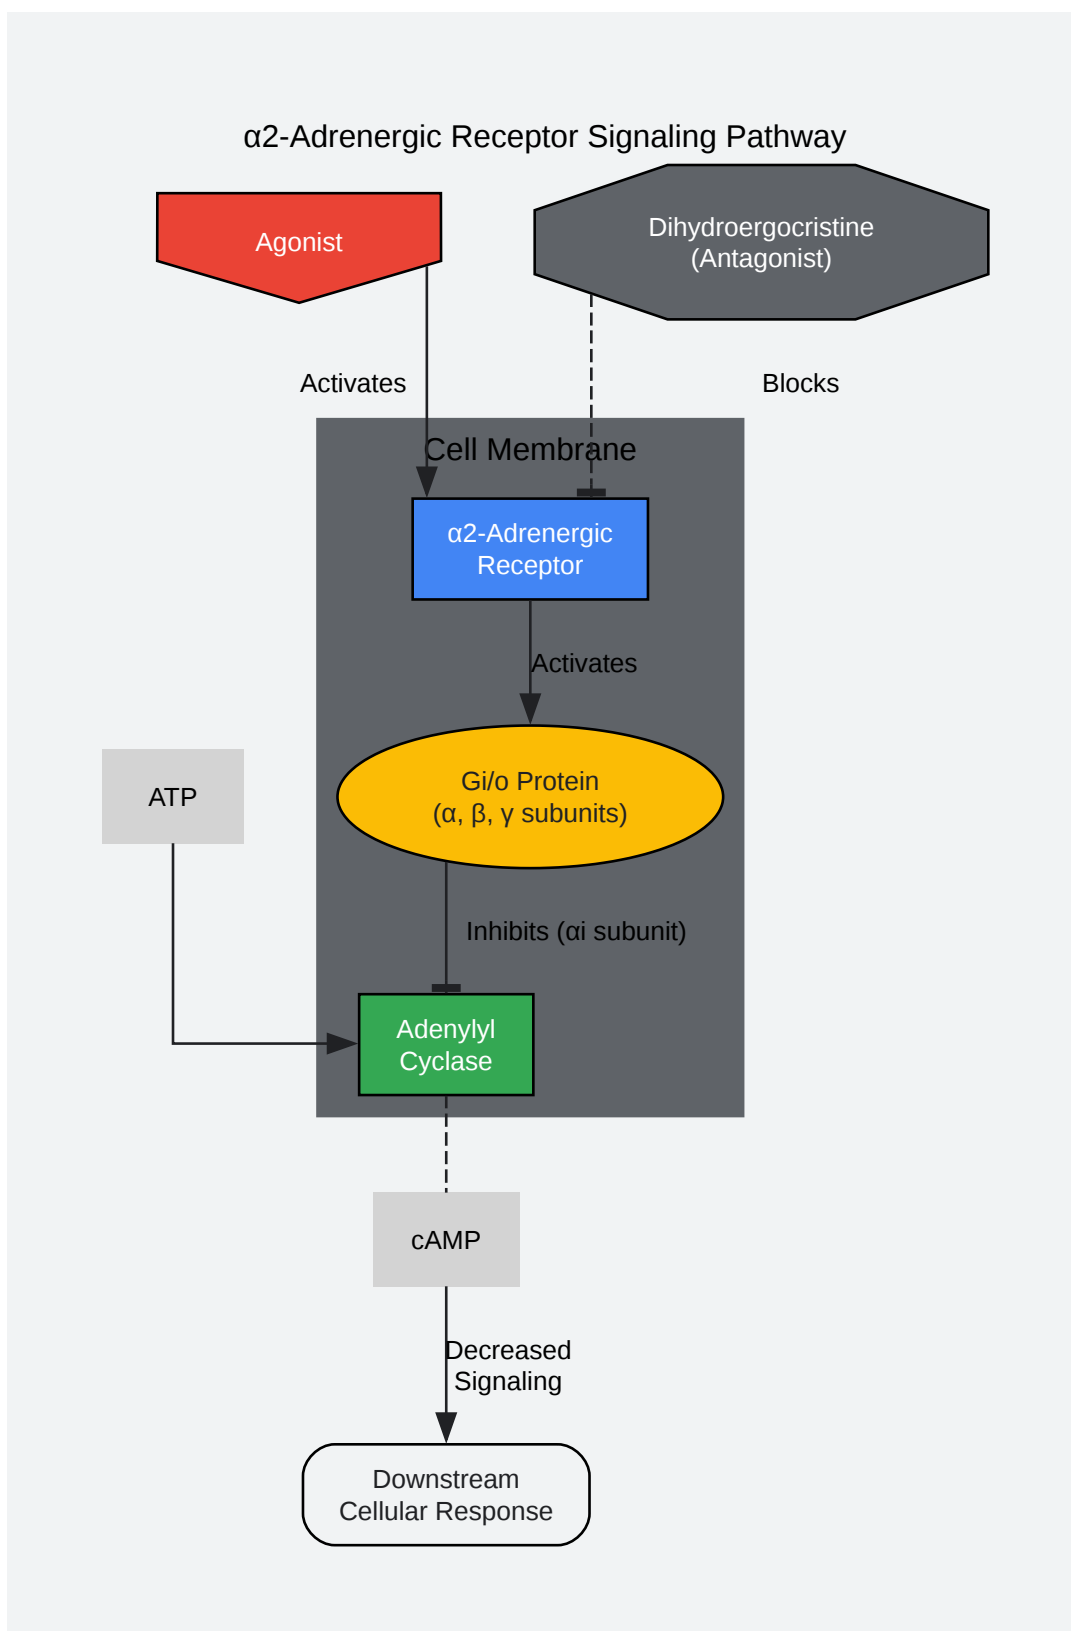 α2-Adrenergic Receptor Signaling Pathway
Agonist
Dihydroergocristine
(Antagonist)
Activates
Blocks
Cell Membrane
α2-Adrenergic
Receptor
Activates
ATP
Gi/o Protein
(α, β, γ subunits)
Inhibits (αi subunit)
Adenylyl
Cyclase
cAMP
Decreased
Signaling
Downstream
Cellular Response